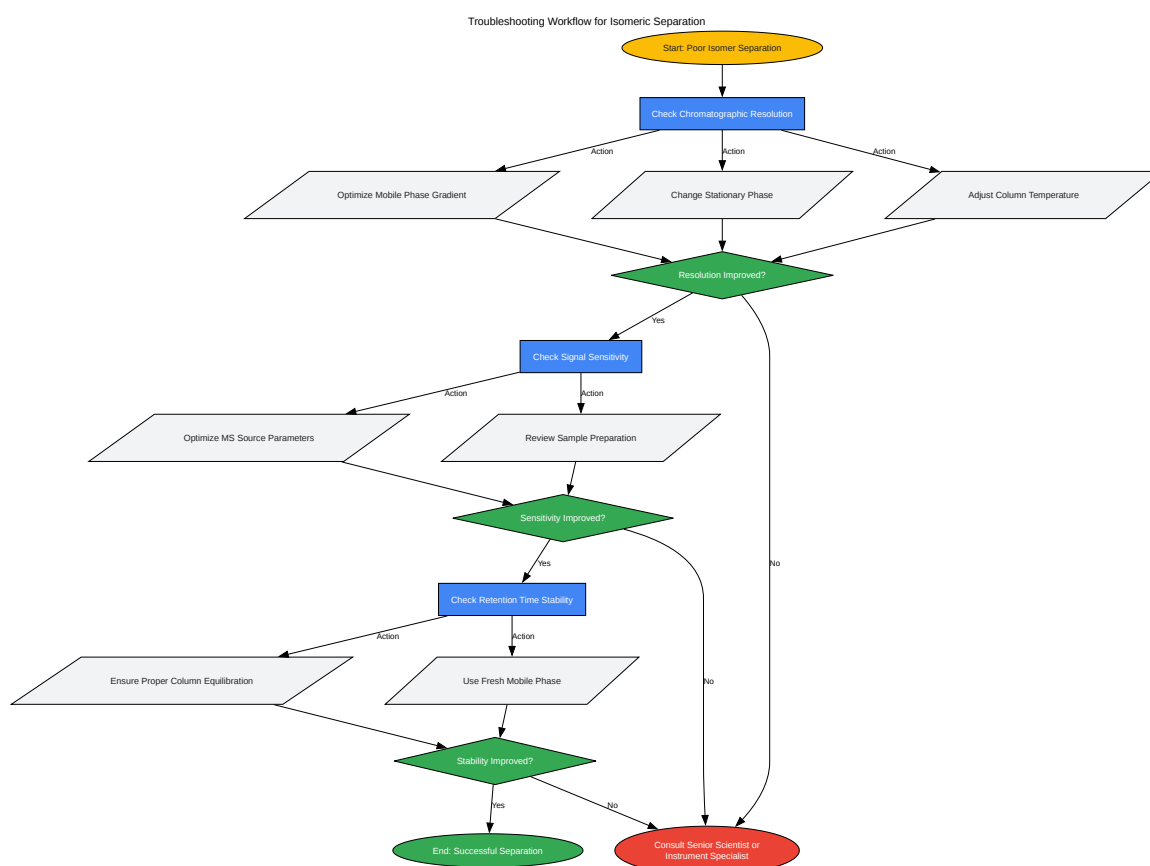 Troubleshooting Workflow for Isomeric Separation
Start: Poor Isomer Separation
Check Chromatographic Resolution
Action
Action
Action
Optimize Mobile Phase Gradient
Change Stationary Phase
Adjust Column Temperature
Resolution Improved?
Yes
Check Signal Sensitivity
Action
Action
Optimize MS Source Parameters
Review Sample Preparation
Sensitivity Improved?
Yes
No
Check Retention Time Stability
Action
Action
Ensure Proper Column Equilibration
Use Fresh Mobile Phase
No
Stability Improved?
Yes
No
End: Successful Separation
Consult Senior Scientist or
Instrument Specialist